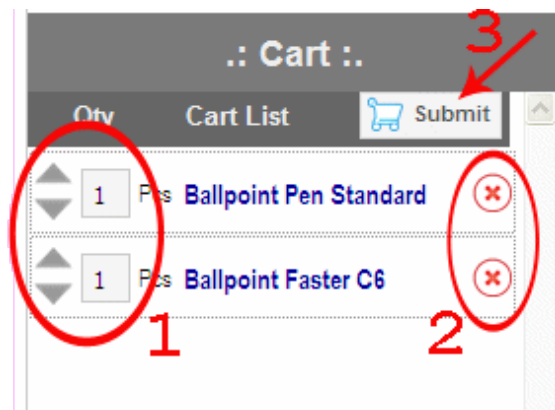 .: Cart :.
3
Qty Cart List Submit
1 Pcs Ballpoint Pen Standard
1 Pcs Ballpoint Faster C6
1 2